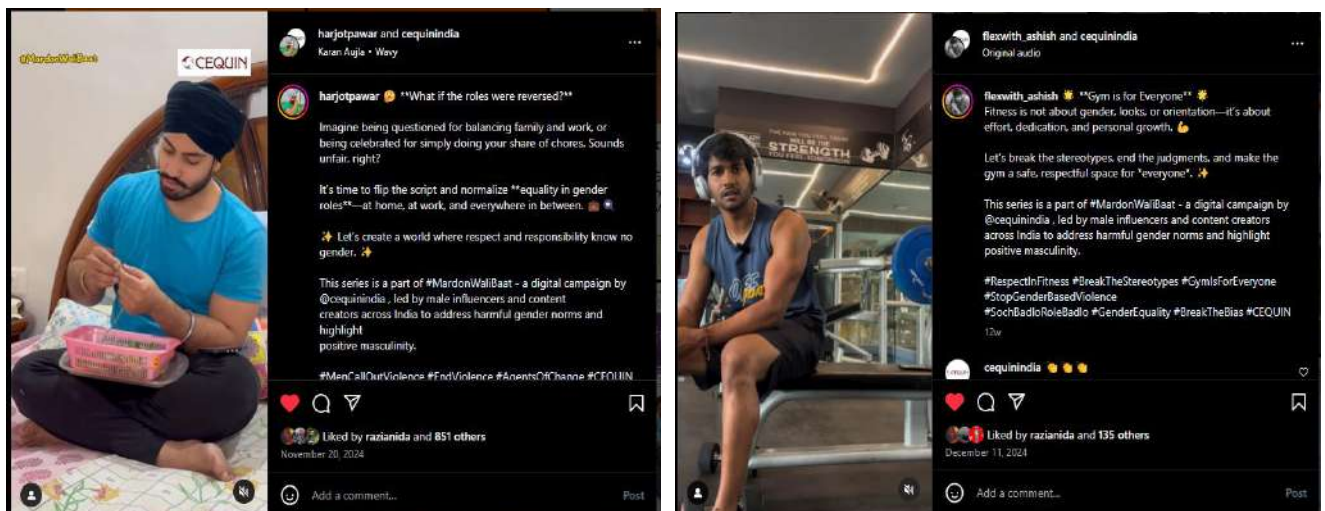 #MardonWaliBaat
CEQUIN
harjotpawar and cequinindia
Karan Aujla • Wavy
harjotpawar 🤔 **What if the roles were reversed?**
Imagine being questioned for balancing family and work, or
being celebrated for simply doing your share of chores. Sounds
unfair, right?
It's time to flip the script and normalize **equality in gender
roles**—at home, at work, and everywhere in between. 💼🍳
✨ Let's create a world where respect and responsibility know no
gender. ✨
This series is a part of #MardonWaliBaat - a digital campaign by
@cequinindia , led by male influencers and content
creators across India to address harmful gender norms and
highlight
positive masculinity.
#MenCallOutViolence #EndViolence #AgentsOfChange #CEQUIN
Liked by razianida and 851 others
November 20, 2024
Add a comment...
Post
STRENGTH
YOU FEEL
flexwith_ashish and cequinindia
Original audio
flexwith_ashish 🌟 **Gym is for Everyone** 🌟
Fitness is not about gender, looks, or orientation—it's about
effort, dedication, and personal growth. 💪
Let's break the stereotypes, end the judgments, and make the
gym a safe, respectful space for *everyone*. ✨
This series is a part of #MardonWaliBaat - a digital campaign by
@cequinindia , led by male influencers and content creators
across India to address harmful gender norms and highlight
positive masculinity.
#RespectInFitness #BreakTheStereotypes #GymIsForEveryone
#StopGenderBasedViolence
#SochBadloRoleBadlo #GenderEquality #BreakTheBias #CEQUIN
12w
cequinindia 👏👏👏
Liked by razianida and 135 others
December 11, 2024
Add a comment...
Post